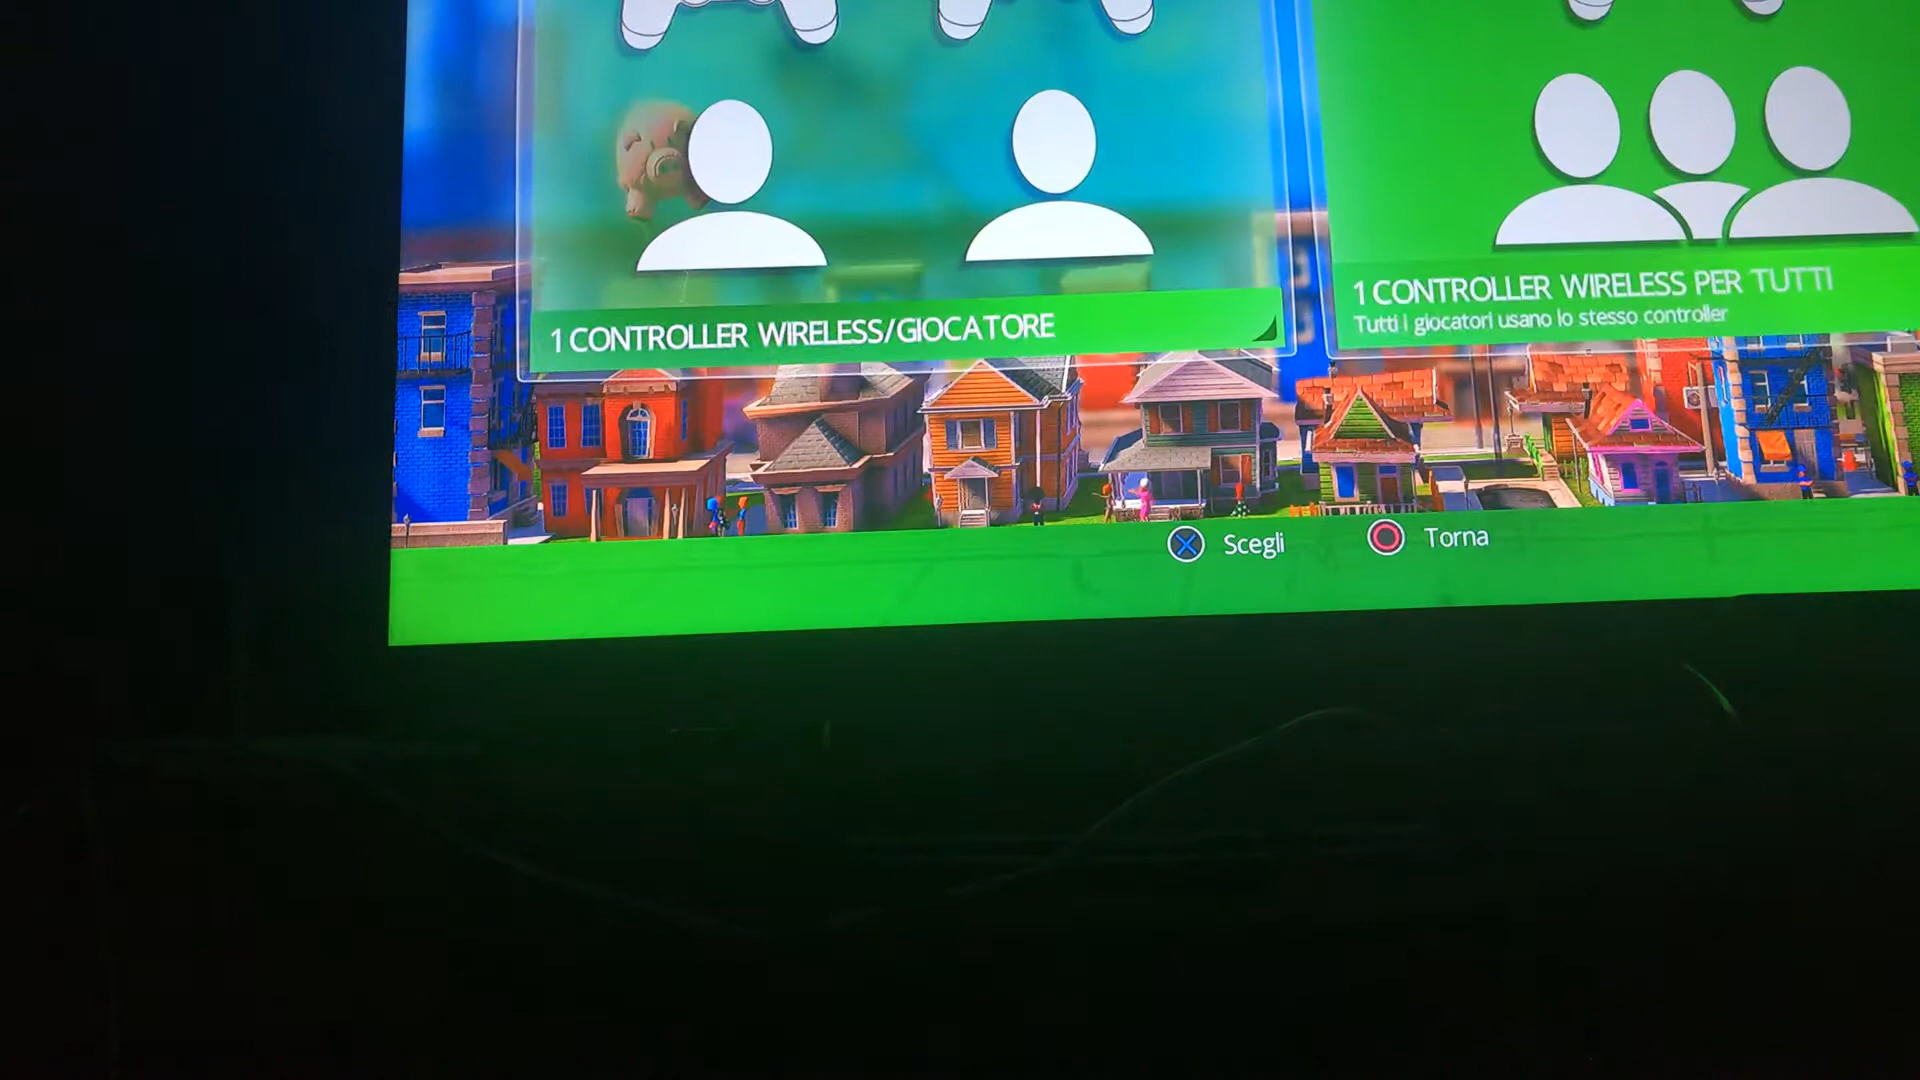 1 CONTROLLER WIRELESS/GIOCATORE
1 CONTROLLER WIRELESS PER TUTTI
Tutti i giocatori usano lo stesso controller
Scegli
Torna